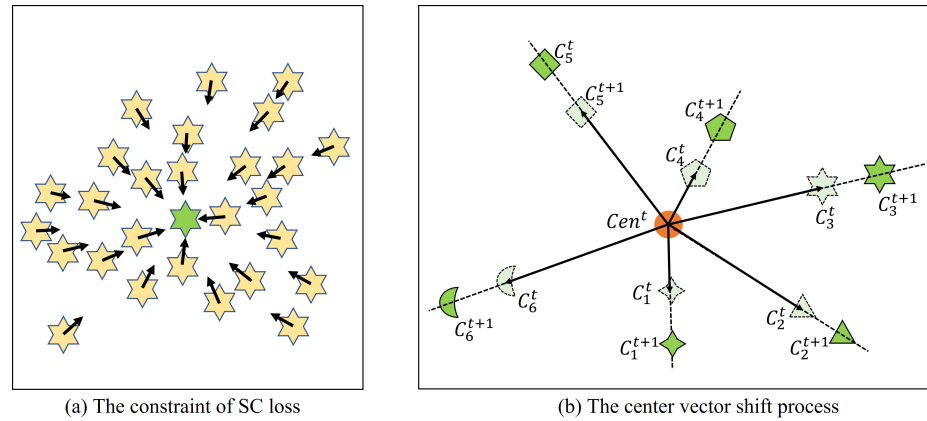 C_5^t
C_5^{t+1}
C_4^{t+1}
C_4^t
Cen^t
C_3^t
C_3^{t+1}
C_6^t
C_6^{t+1}
C_1^t
C_1^{t+1}
C_2^t
C_2^{t+1}
(a) The constraint of SC loss
(b) The center vector shift process